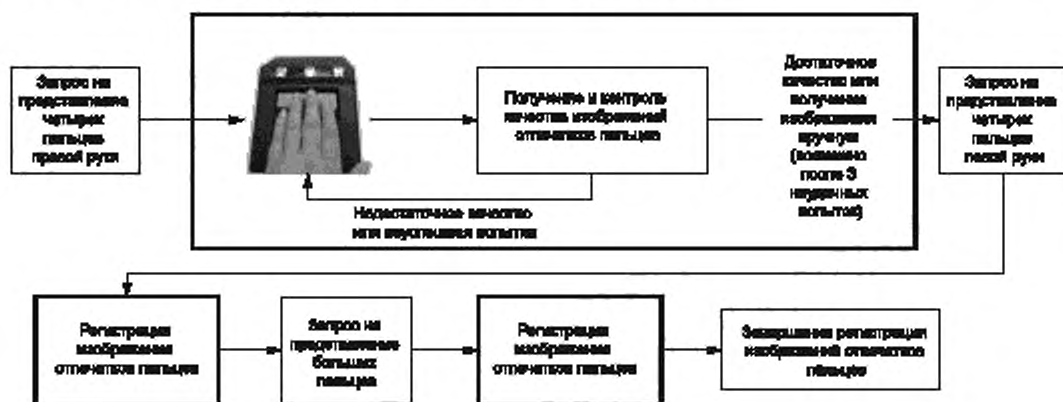 Запрос на
представление
четырех
пальцев
правой руки
Получение и контроль
качества изображений
отпечатков пальцев
Достаточное
качество или
получение
изображения
вручную
(возможно
после 3
неудачных
попыток)
Запрос на
представление
четырех
пальцев
левой руки
Недостаточное качество
или неуспешная попытка
Регистрация
изображения
отпечатков пальцев
Запрос на
представление
больших
пальцев
Регистрация
изображения
отпечатков пальцев
Завершение регистрации
изображений отпечатков
пальцев